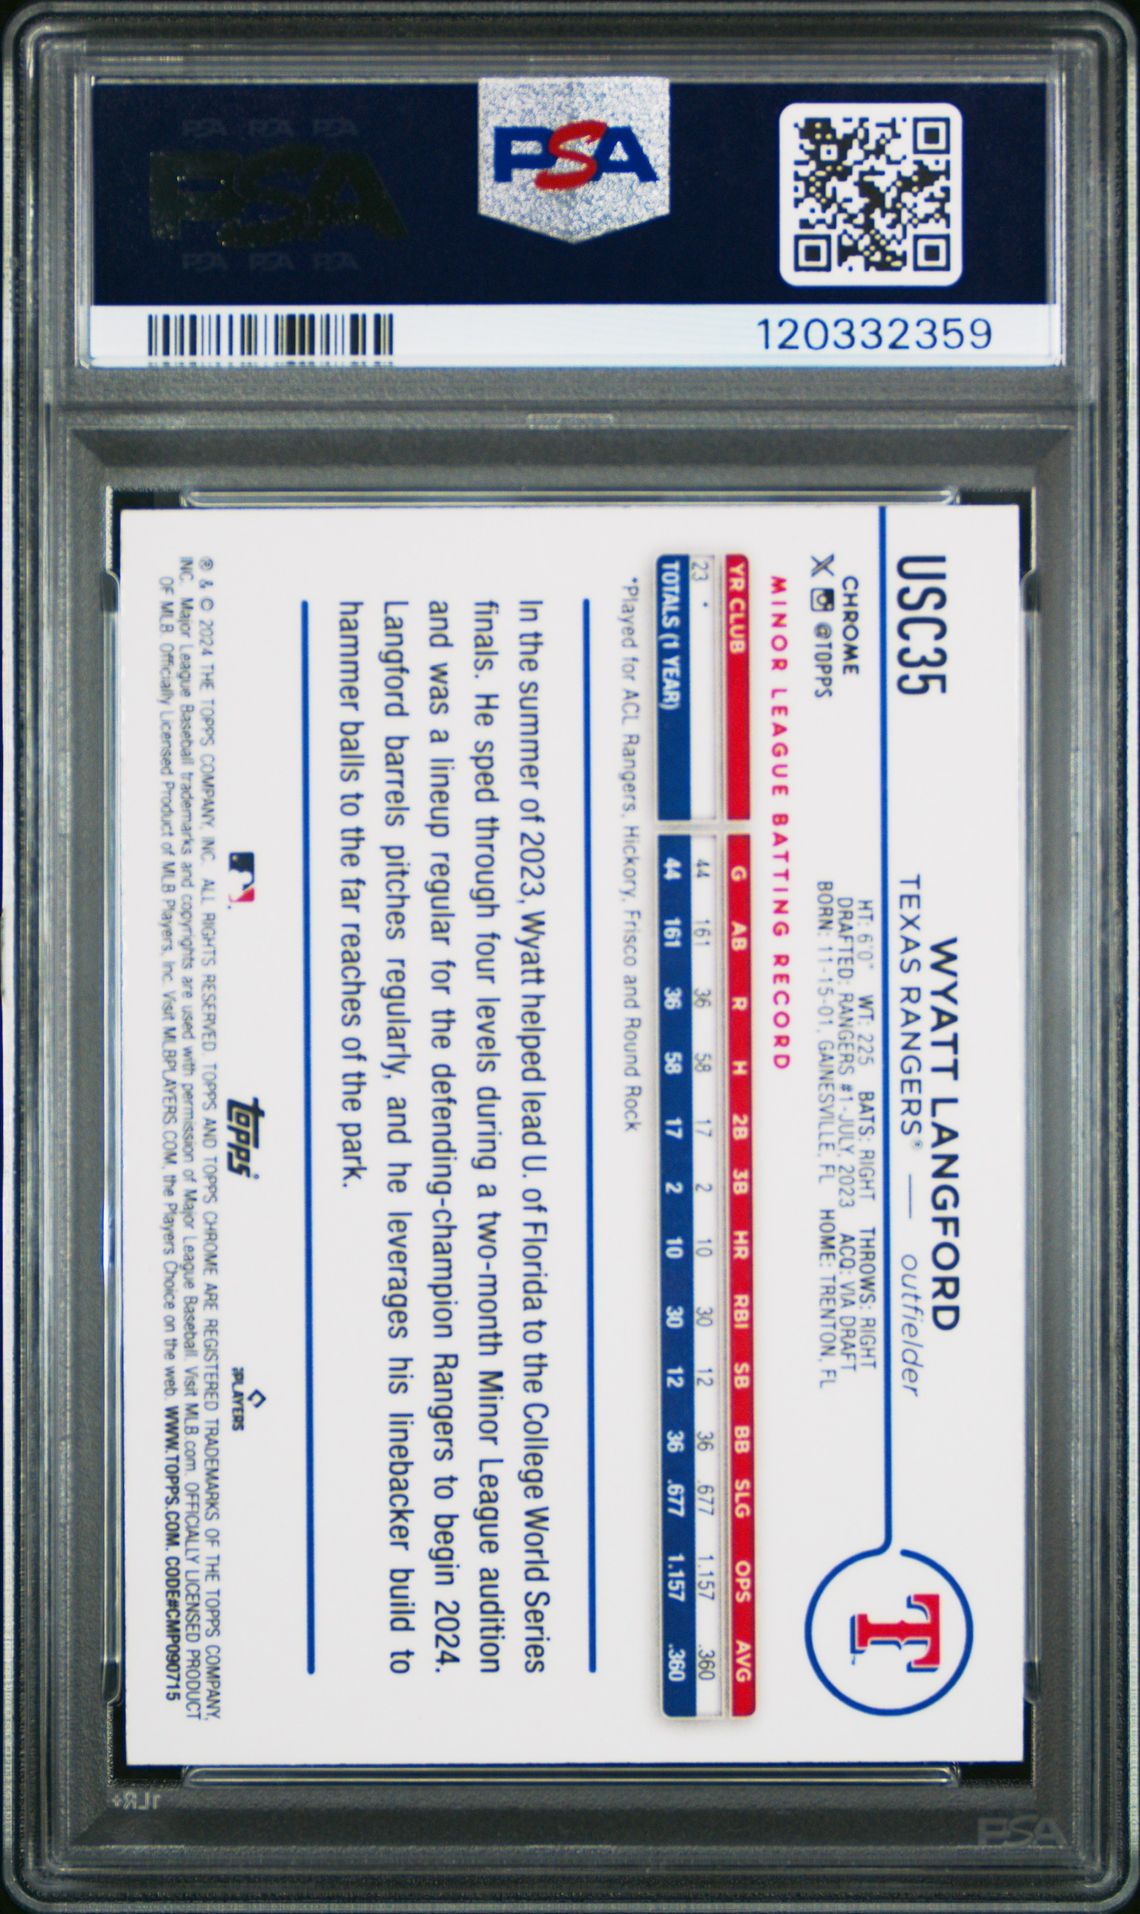 PSA PSA PSA
PSA
PSA PSA PSA
PSA
120332359
USC35
CHROME
@TOPPS
WYATT LANGFORD
TEXAS RANGERS® — outfielder
HT: 6'0" WT: 225 BATS: RIGHT THROWS: RIGHT
DRAFTED: RANGERS #1-JULY, 2023 ACQ: VIA DRAFT
BORN: 11-15-01, GAINESVILLE, FL HOME: TRENTON, FL
T
MINOR LEAGUE BATTING RECORD
YR CLUB G AB R H 2B 3B HR RBI SB BB SLG OPS AVG
23 * 44 161 36 58 17 2 10 30 12 36 .677 1.157 .360
TOTALS (1 YEAR) 44 161 36 58 17 2 10 30 12 36 .677 1.157 .360
*Played for ACL Rangers, Hickory, Frisco and Round Rock
In the summer of 2023, Wyatt helped lead U. of Florida to the College World Series
finals. He sped through four levels during a two-month Minor League audition
and was a lineup regular for the defending-champion Rangers to begin 2024.
Langford barrels pitches regularly, and he leverages his linebacker build to
hammer balls to the far reaches of the park.
topps®
PLAYERS
® & © 2024 THE TOPPS COMPANY, INC. ALL RIGHTS RESERVED. TOPPS AND TOPPS CHROME ARE REGISTERED TRADEMARKS OF THE TOPPS COMPANY,
INC. Major League Baseball trademarks and copyrights are used with permission of Major League Baseball. Visit MLB.com. OFFICIALLY LICENSED PRODUCT
OF MLB. Officially Licensed Product of MLB Players, Inc. Visit MLBPLAYERS.COM, the Players Choice on the web. WWW.TOPPS.COM. CODE#CMP090715
PSA